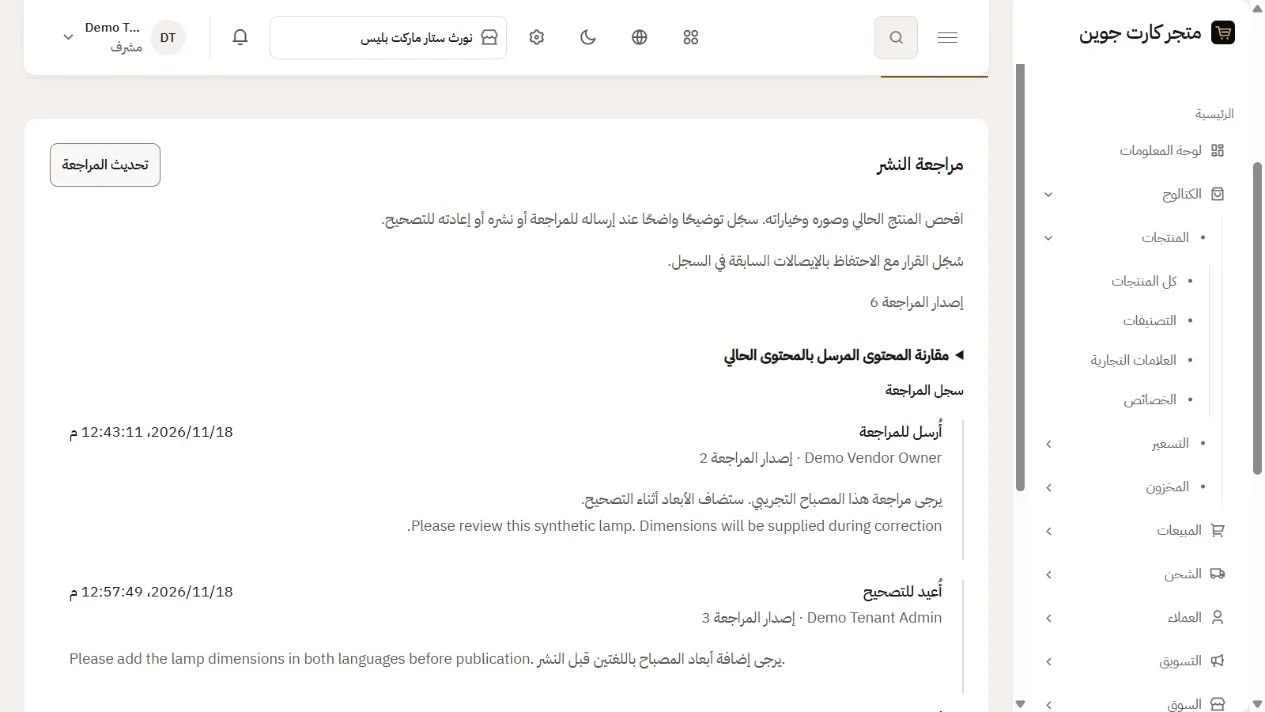 متجر كارت جوين
نورث ستار ماركت بليس
DT
Demo T...
مشرف
الرئيسية
لوحة المعلومات
الكتالوج
المنتجات
كل المنتجات
التصنيفات
العلامات التجارية
الخصائص
التسعير
المخزون
المبيعات
الشحن
العملاء
التسويق
السوق
مراجعة النشر
تحديث المراجعة
افحص المنتج الحالي وصوره وخياراته. سجّل توضيحًا واضحًا عند إرساله للمراجعة أو نشره أو إعادته للتصحيح.
سُجّل القرار مع الاحتفاظ بالإيصالات السابقة في السجل.
إصدار المراجعة 6
مقارنة المحتوى المرسل بالمحتوى الحالي
سجل المراجعة
أُرسل للمراجعة
2026/11/18، 12:43:11 م
Demo Vendor Owner · إصدار المراجعة 2
يرجى مراجعة هذا المصباح التجريبي. ستضاف الأبعاد أثناء التصحيح.
Please review this synthetic lamp. Dimensions will be supplied during correction.
أُعيد للتصحيح
2026/11/18، 12:57:49 م
Demo Tenant Admin · إصدار المراجعة 3
Please add the lamp dimensions in both languages before publication. يرجى إضافة أبعاد المصباح باللغتين قبل النشر.